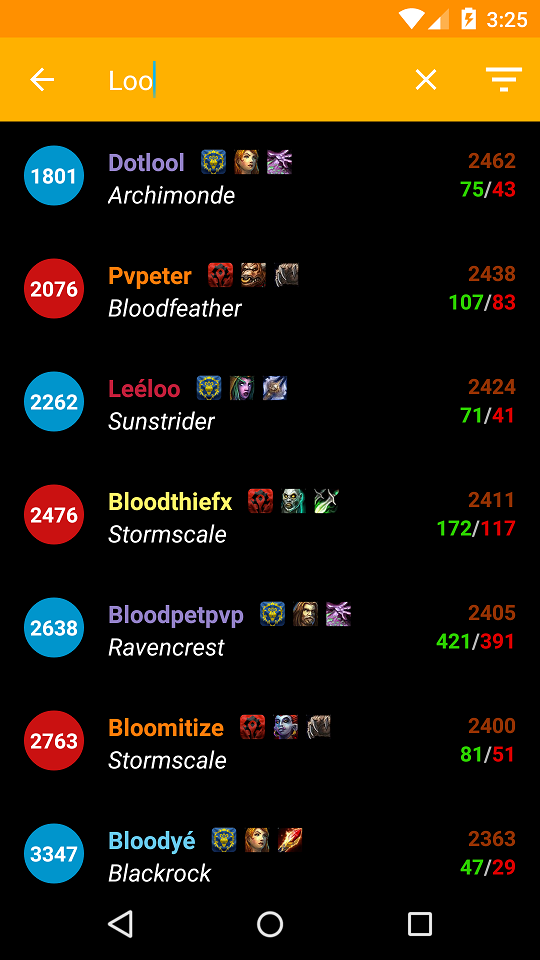 3:25
Loo
1801 Dotlool 2462
Archimonde 75/43
2076 Pvpeter 2438
Bloodfeather 107/83
2262 Leéloo 2424
Sunstrider 71/41
2476 Bloodthiefx 2411
Stormscale 172/117
2638 Bloodpetpvp 2405
Ravencrest 421/391
2763 Bloomitize 2400
Stormscale 81/51
3347 Bloodyé 2363
Blackrock 47/29